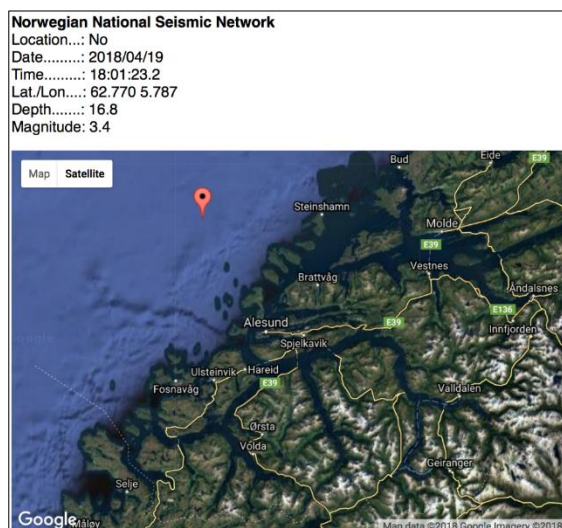 Norwegian National Seismic Network
Location...: No
Date.........: 2018/04/19
Time.........: 18:01:23.2
Lat./Lon....: 62.770 5.787
Depth.......: 16.8
Magnitude: 3.4
Map Satellite
Bud
Eide
E39
Steinshamn
Molde
E39
Vestnes
Brattvåg
Åndalsnes
E136
Alesund
E39
Innfjorden
Spjelkavik
Ulsteinvik
Hareid
Fosnavåg
E39
Valldalen
Ørsta
Volda
Geiranger
Selje
Google
Måløy
Map data ©2018 Google Imagery ©2018